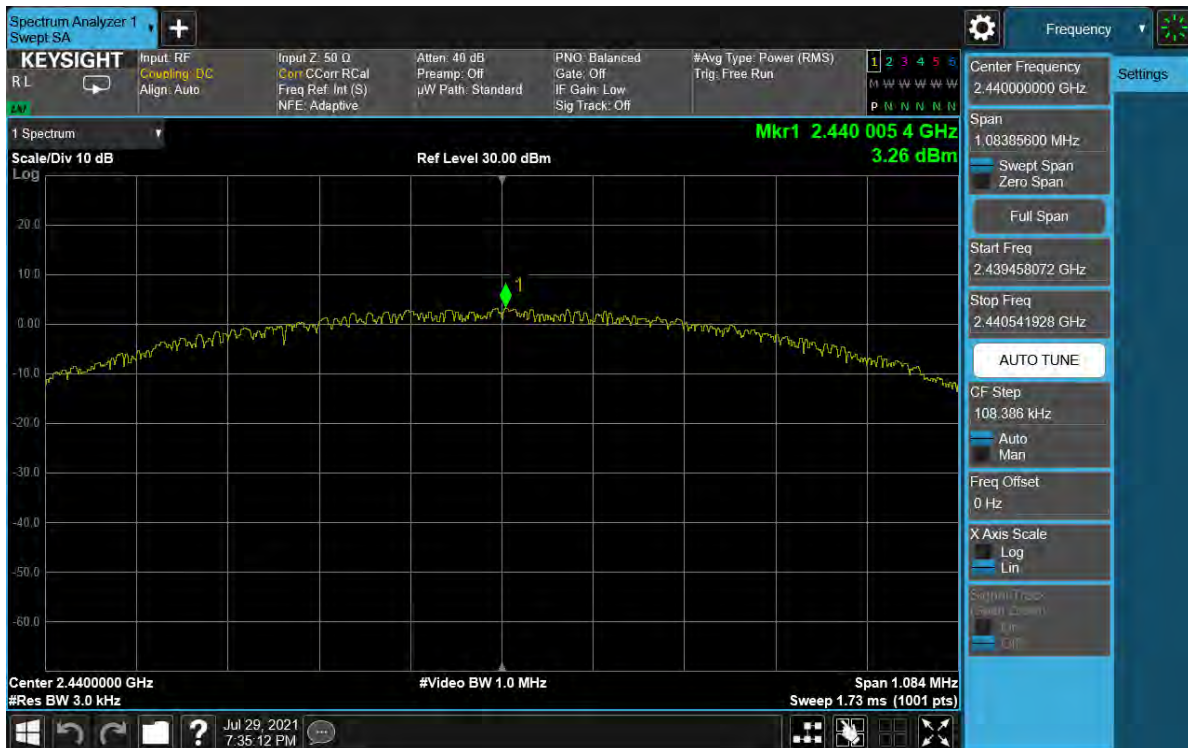 Spectrum Analyzer 1
Swept SA
Frequency
KEYSIGHT
R L
Input: RF
Coupling: DC
Align: Auto
Input Z: 50 Ω
Corr CCorr RCal
Freq Ref: Int (S)
NFE: Adaptive
Atten: 40 dB
Preamp: Off
µW Path: Standard
PNO: Balanced
Gate: Off
IF Gain: Low
Sig Track: Off
#Avg Type: Power (RMS)
Trig: Free Run
1 2 3 4 5 6
M W W W W W
P N N N N N
1 Spectrum
Scale/Div 10 dB
Log
Ref Level 30.00 dBm
Mkr1 2.440 005 4 GHz
3.26 dBm
20.0
10.0
0.00
-10.0
-20.0
-30.0
-40.0
-50.0
-60.0
1
Center 2.4400000 GHz
#Res BW 3.0 kHz
#Video BW 1.0 MHz
Span 1.084 MHz
Sweep 1.73 ms (1001 pts)
Jul 29, 2021
7:35:12 PM
Center Frequency
2.440000000 GHz
Settings
Span
1.08385600 MHz
Swept Span
Zero Span
Full Span
Start Freq
2.439458072 GHz
Stop Freq
2.440541928 GHz
AUTO TUNE
CF Step
108.386 kHz
Auto
Man
Freq Offset
0 Hz
X Axis Scale
Log
Lin